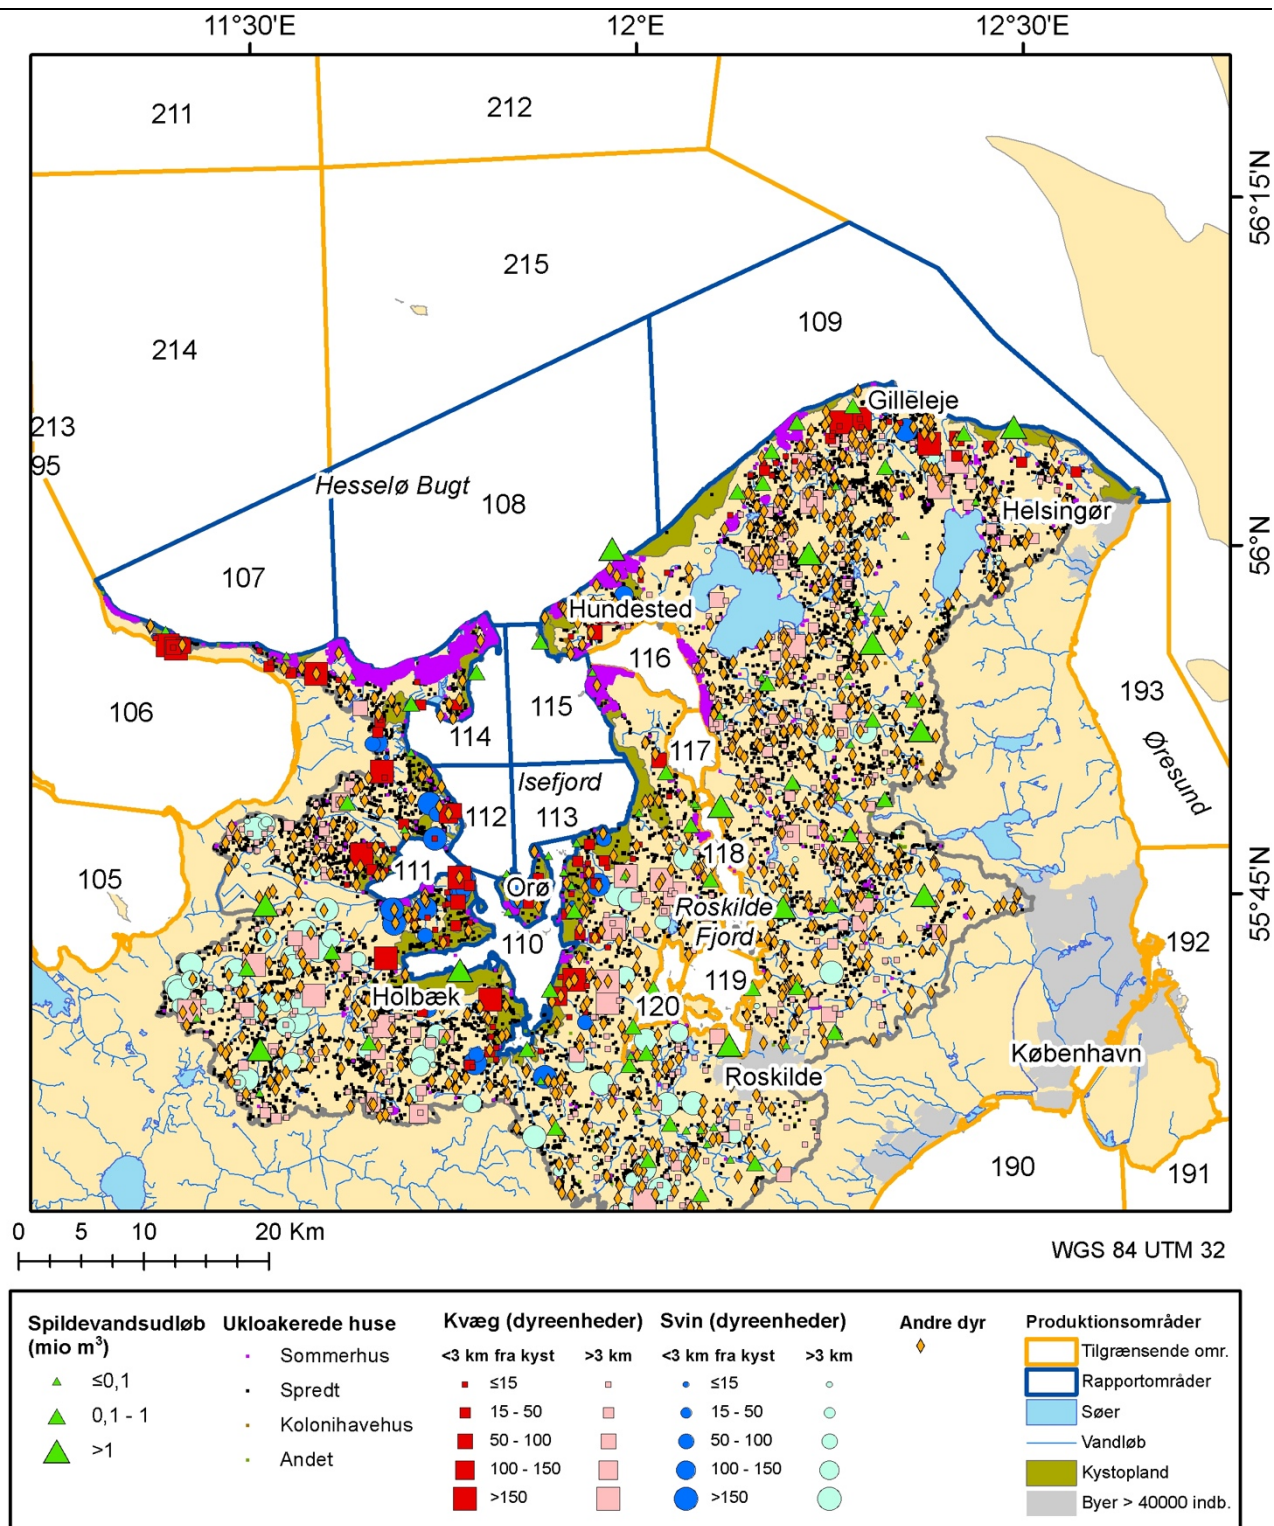 11°30'E
12°E
12°30'E
211
212
56°15'N
215
109
214
Gilleleje
213
95
Hesselø Bugt
108
Helsingør
56°N
107
Hundested
116
193
106
115
114
117
Øresund
Isefjord
112
113
118
111
105
Orø
Roskilde
Fjord
55°45'N
110
192
119
Holbæk
120
København
Roskilde
190
191
0 5 10 20 Km
WGS 84 UTM 32
Spildevandsudløb
(mio m³)
≤0,1
0,1 - 1
>1
Ukloakerede huse
Sommerhus
Spredt
Kolonihavehus
Andet
Kvæg (dyreenheder)
<3 km fra kyst >3 km
≤15
15 - 50
50 - 100
100 - 150
>150
Svin (dyreenheder)
<3 km fra kyst >3 km
≤15
15 - 50
50 - 100
100 - 150
>150
Andre dyr
Produktionsområder
Tilgrænsende omr.
Rapportområder
Søer
Vandløb
Kystopland
Byer > 40000 indb.